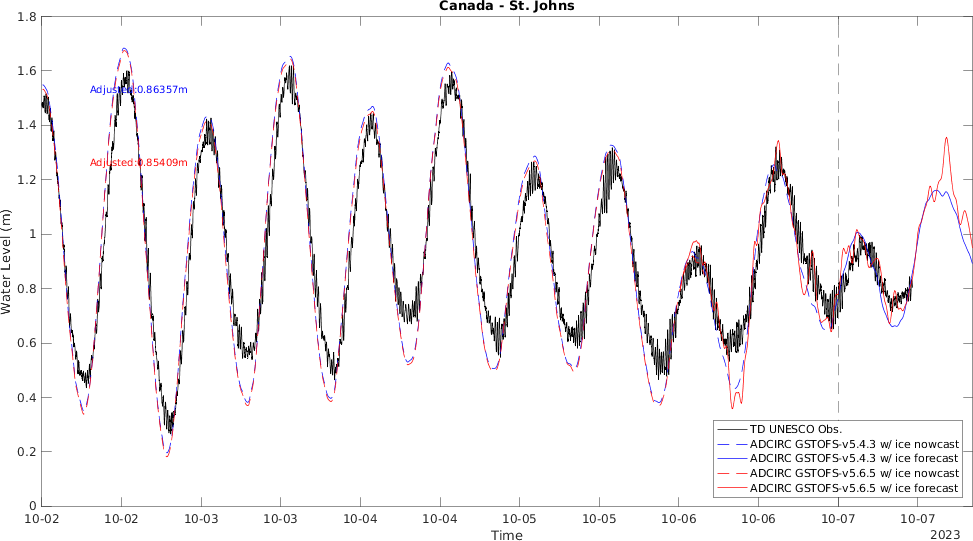 Canada - St. Johns
1.8
1.6
1.4
1.2
1
0.8
0.6
0.4
0.2
0
Water Level (m)
Adjusted:0.86357m
Adjusted:0.85409m
TD UNESCO Obs.
ADCIRC GSTOFS-v5.4.3 w/ ice nowcast
ADCIRC GSTOFS-v5.4.3 w/ ice forecast
ADCIRC GSTOFS-v5.6.5 w/ ice nowcast
ADCIRC GSTOFS-v5.6.5 w/ ice forecast
10-02 10-02 10-03 10-03 10-04 10-04 10-05 10-05 10-06 10-06 10-07 10-07
Time
2023